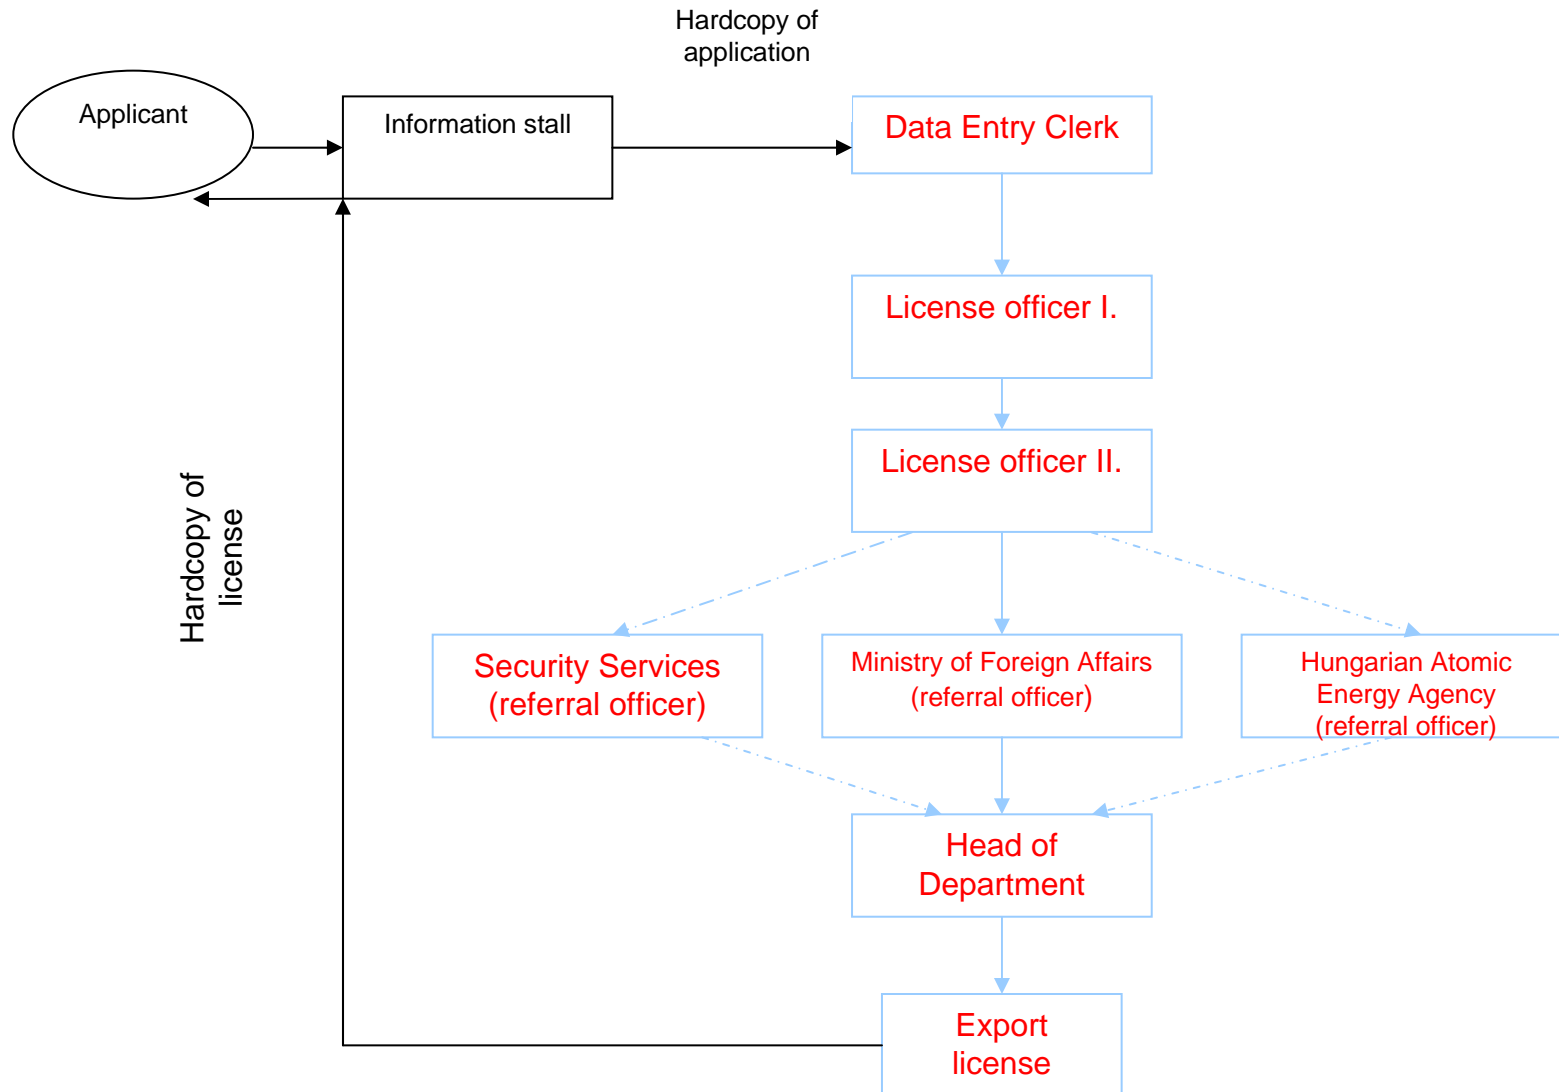 Hardcopy of
application
Applicant
Information stall
Data Entry Clerk
License officer I.
License officer II.
Hardcopy of
license
Security Services
(referral officer)
Ministry of Foreign Affairs
(referral officer)
Hungarian Atomic
Energy Agency
(referral officer)
Head of
Department
Export
license